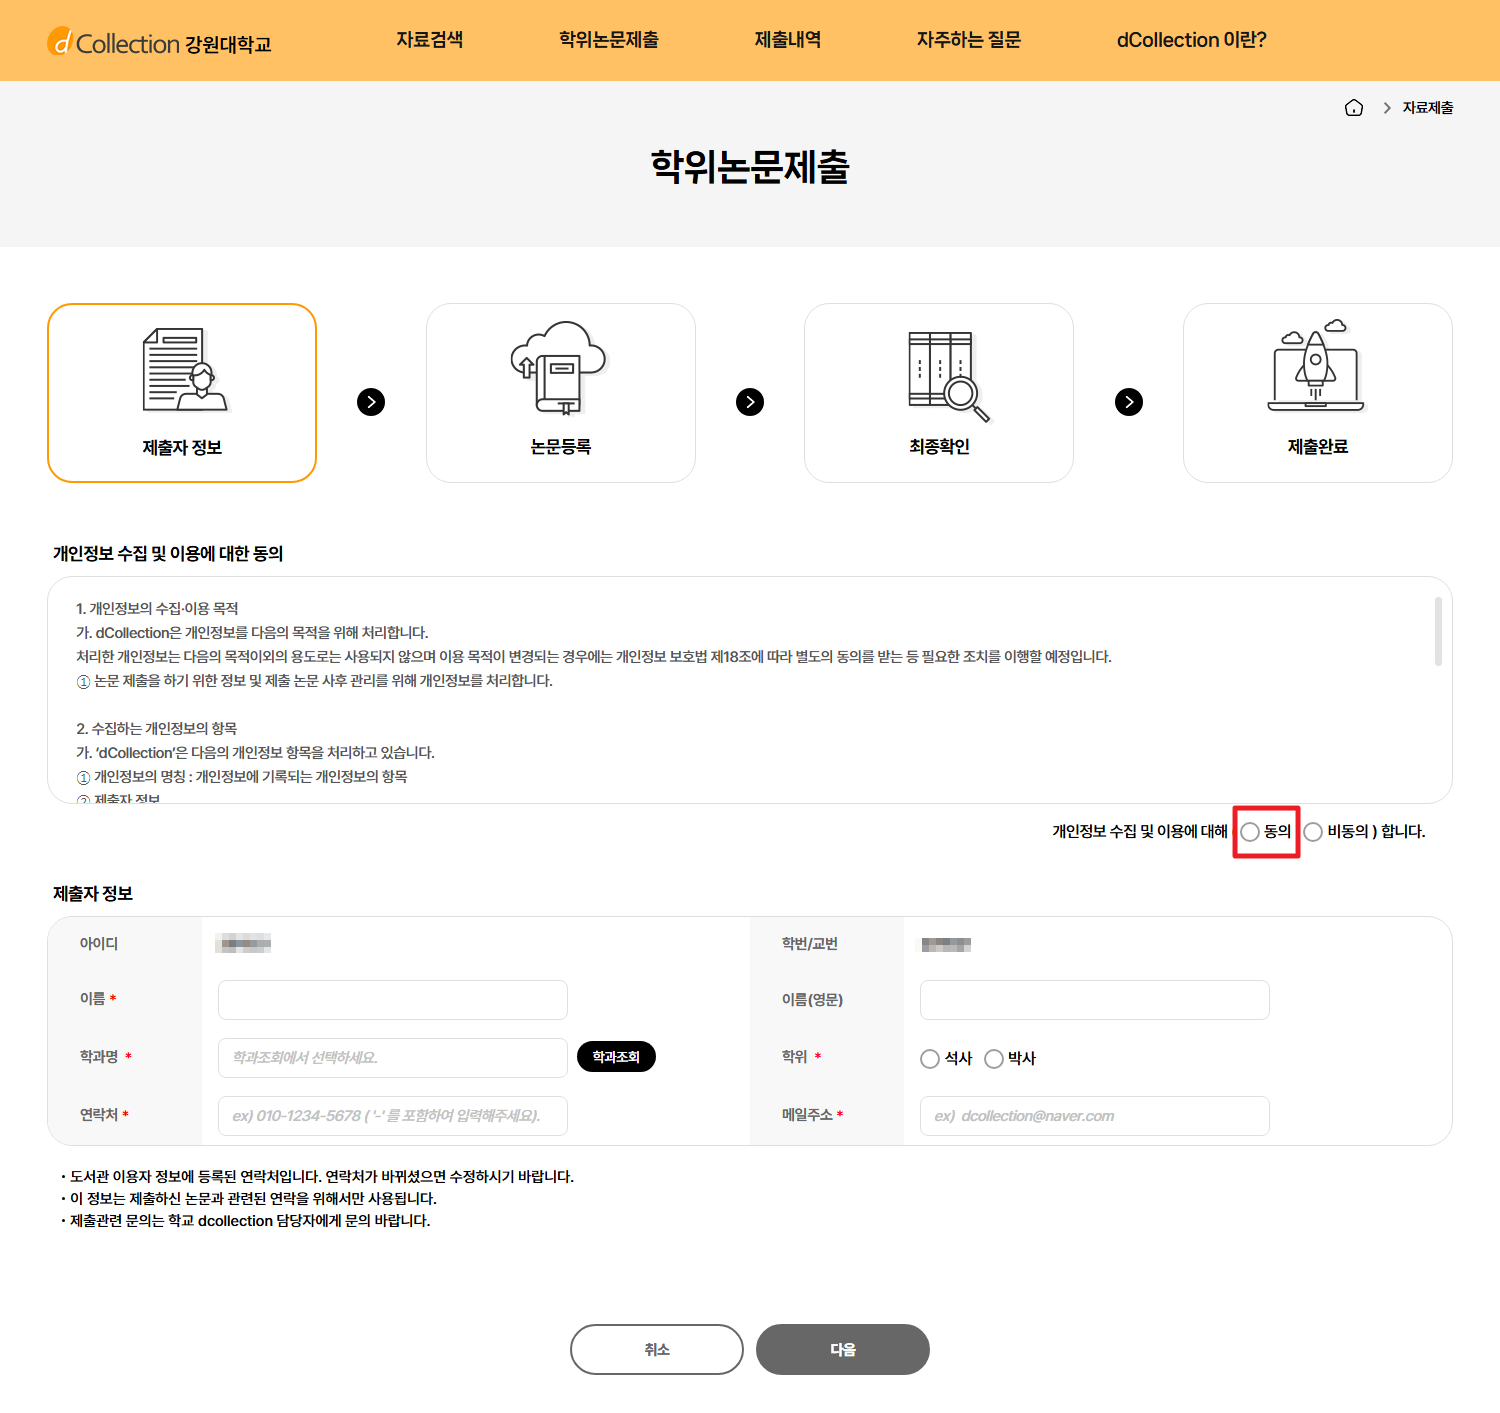 dCollection 강원대학교
자료검색
학위논문제출
제출내역
자주하는 질문
dCollection 이란?
자료제출
학위논문제출
제출자 정보
논문등록
최종확인
제출완료
개인정보 수집 및 이용에 대한 동의
1. 개인정보의 수집·이용 목적
가. dCollection은 개인정보를 다음의 목적을 위해 처리합니다.
처리한 개인정보는 다음의 목적이외의 용도로는 사용되지 않으며 이용 목적이 변경되는 경우에는 개인정보 보호법 제18조에 따라 별도의 동의를 받는 등 필요한 조치를 이행할 예정입니다.
① 논문 제출을 하기 위한 정보 및 제출 논문 사후 관리를 위해 개인정보를 처리합니다.
2. 수집하는 개인정보의 항목
가. ‘dCollection’은 다음의 개인정보 항목을 처리하고 있습니다.
① 개인정보의 명칭 : 개인정보에 기록되는 개인정보의 항목
② 제출자 정보
개인정보 수집 및 이용에 대해 동의 비동의 ) 합니다.
제출자 정보
아이디
학번/교번
이름 *
이름(영문)
학과명 * 학과조회에서 선택하세요. 학과조회
학위 * 석사 박사
연락처 * ex) 010-1234-5678 ( '-' 를 포함하여 입력해주세요).
메일주소 * ex) dcollection@naver.com
· 도서관 이용자 정보에 등록된 연락처입니다. 연락처가 바뀌셨으면 수정하시기 바랍니다.
· 이 정보는 제출하신 논문과 관련된 연락을 위해서만 사용됩니다.
· 제출관련 문의는 학교 dcollection 담당자에게 문의 바랍니다.
취소
다음